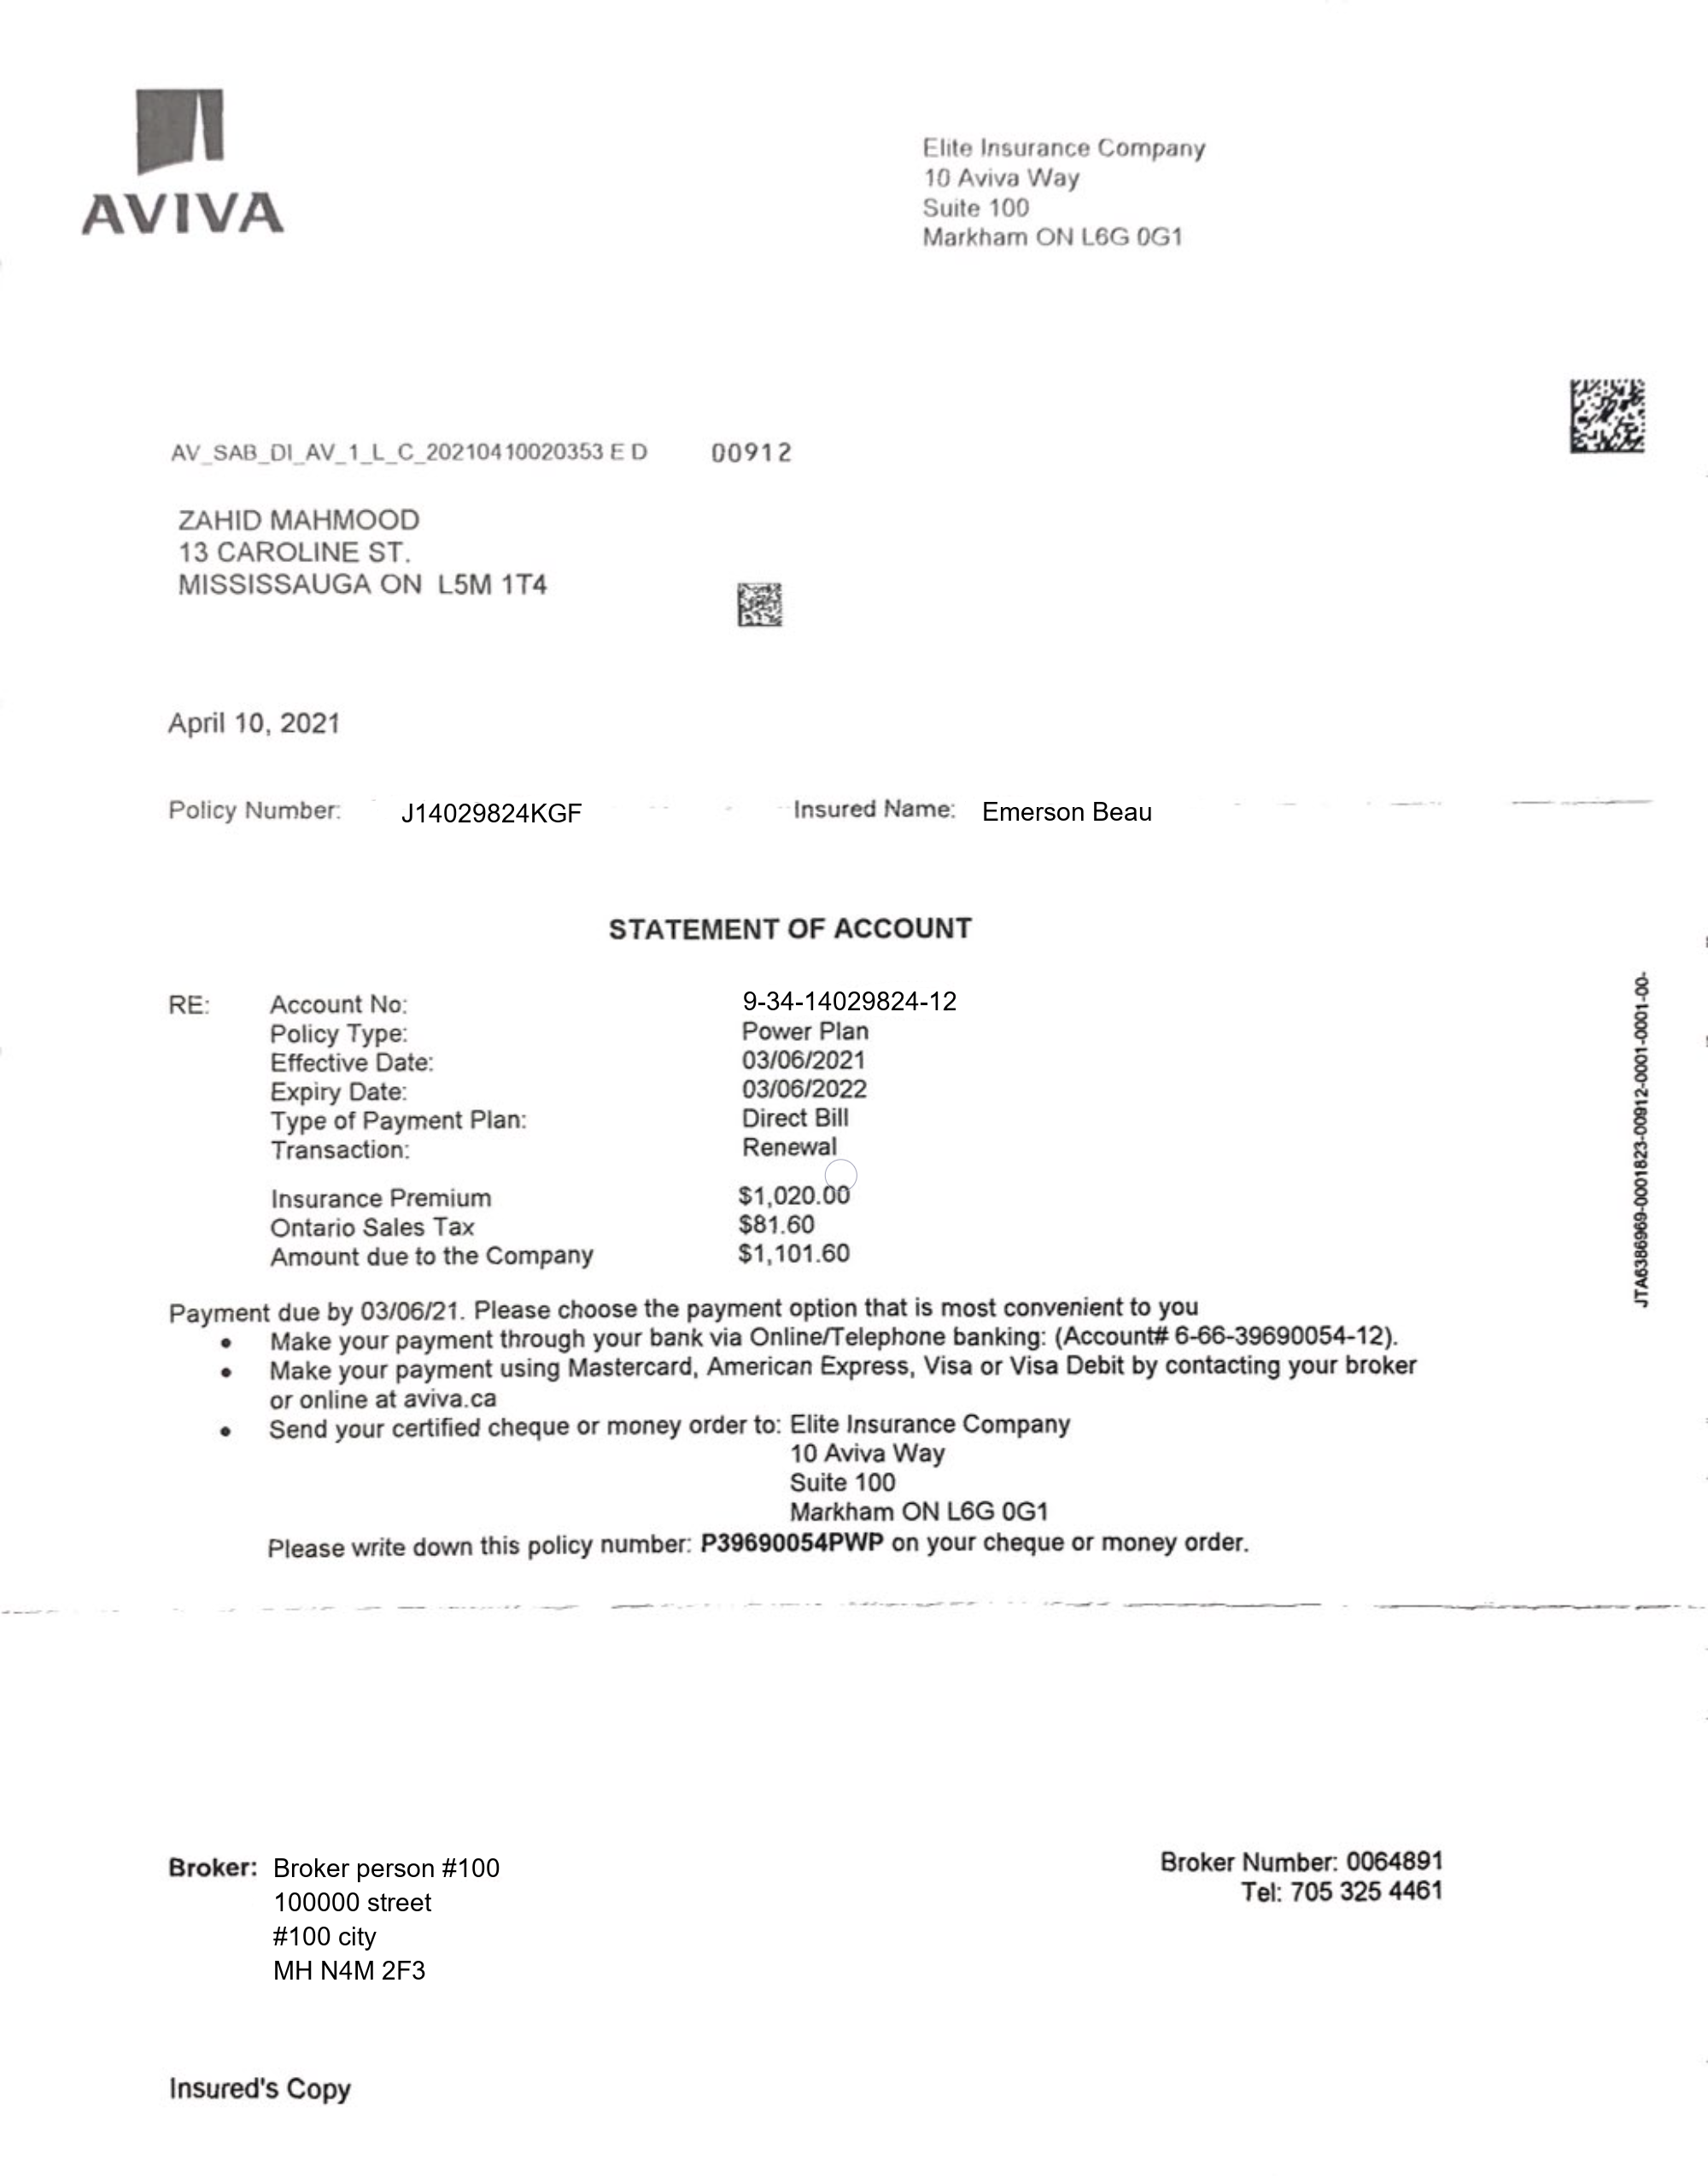 AVIVA
Elite Insurance Company
10 Aviva Way
Suite 100
Markham ON L6G 0G1
AV_SAB_DI_AV_1_L_C_20210410020353 E D 00912
ZAHID MAHMOOD
13 CAROLINE ST.
MISSISSAUGA ON L5M 1T4
April 10, 2021
Policy Number: J14029824KGF Insured Name: Emerson Beau
STATEMENT OF ACCOUNT
RE: Account No: 9-34-14029824-12
Policy Type: Power Plan
Effective Date: 03/06/2021
Expiry Date: 03/06/2022
Type of Payment Plan: Direct Bill
Transaction: Renewal
Insurance Premium $1,020.00
Ontario Sales Tax $81.60
Amount due to the Company $1,101.60
JTA6386969-0001823-00912-0001-0001-00-
Payment due by 03/06/21. Please choose the payment option that is most convenient to you
• Make your payment through your bank via Online/Telephone banking: (Account# 6-66-39690054-12).
• Make your payment using Mastercard, American Express, Visa or Visa Debit by contacting your broker
or online at aviva.ca
• Send your certified cheque or money order to: Elite Insurance Company
10 Aviva Way
Suite 100
Markham ON L6G 0G1
Please write down this policy number: P39690054PWP on your cheque or money order.
Broker: Broker person #100
100000 street
#100 city
MH N4M 2F3
Broker Number: 0064891
Tel: 705 325 4461
Insured's Copy